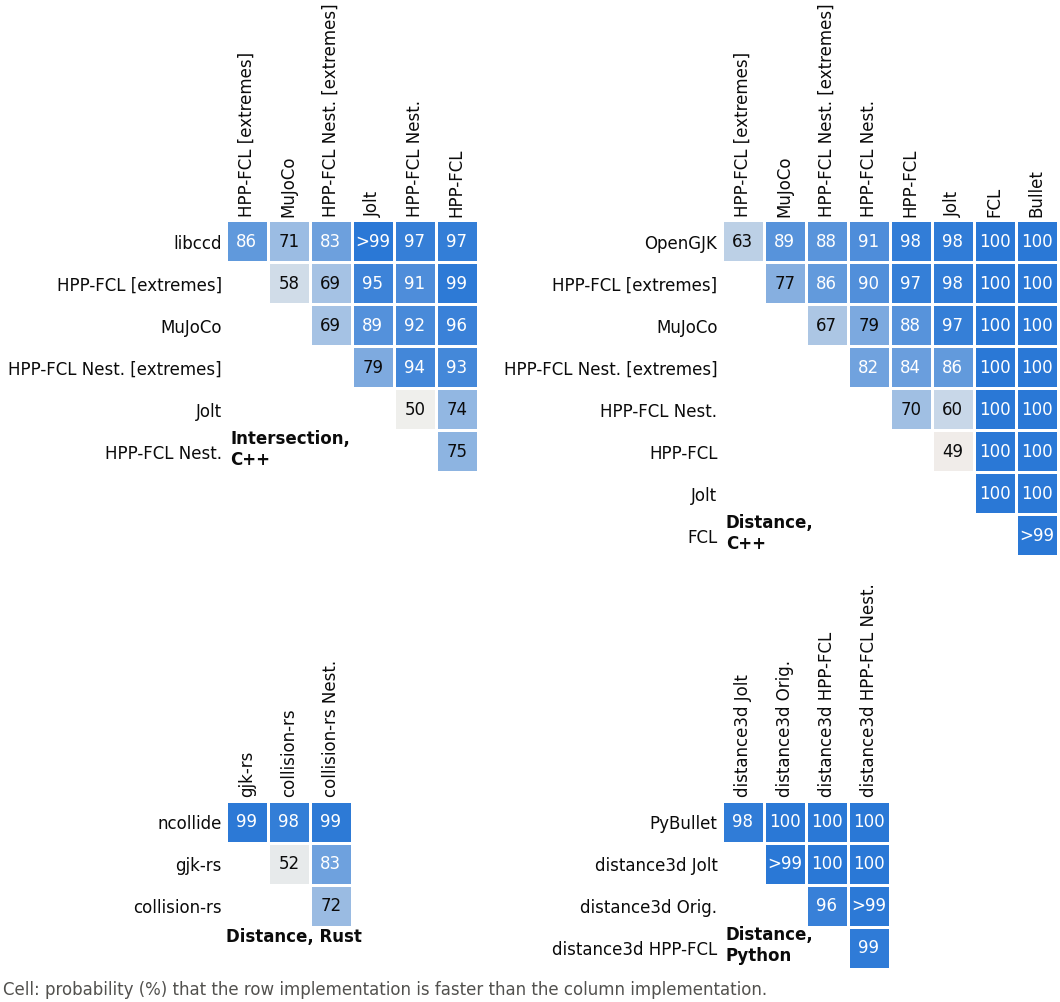 HPP-FCL [extremes]
MuJoCo
HPP-FCL Nest. [extremes]
Jolt
HPP-FCL Nest.
HPP-FCL
libccd 86 71 83 >99 97 97
HPP-FCL [extremes] 58 69 95 91 99
MuJoCo 69 89 92 96
HPP-FCL Nest. [extremes] 79 94 93
Jolt 50 74
HPP-FCL Nest. 75
Intersection,
C++
HPP-FCL [extremes]
MuJoCo
HPP-FCL Nest. [extremes]
HPP-FCL Nest.
HPP-FCL
Jolt
FCL
Bullet
OpenGJK 63 89 88 91 98 98 100 100
HPP-FCL [extremes] 77 86 90 97 98 100 100
MuJoCo 67 79 88 97 100 100
HPP-FCL Nest. [extremes] 82 84 86 100 100
HPP-FCL Nest. 70 60 100 100
HPP-FCL 49 100 100
Jolt 100 100
FCL >99
Distance,
C++
gjk-rs
collision-rs
collision-rs Nest.
ncollide 99 98 99
gjk-rs 52 83
collision-rs 72
Distance, Rust
distance3d Jolt
distance3d Orig.
distance3d HPP-FCL
distance3d HPP-FCL Nest.
PyBullet 98 100 100 100
distance3d Jolt >99 100 100
distance3d Orig. 96 >99
distance3d HPP-FCL 99
Distance,
Python
Cell: probability (%) that the row implementation is faster than the column implementation.